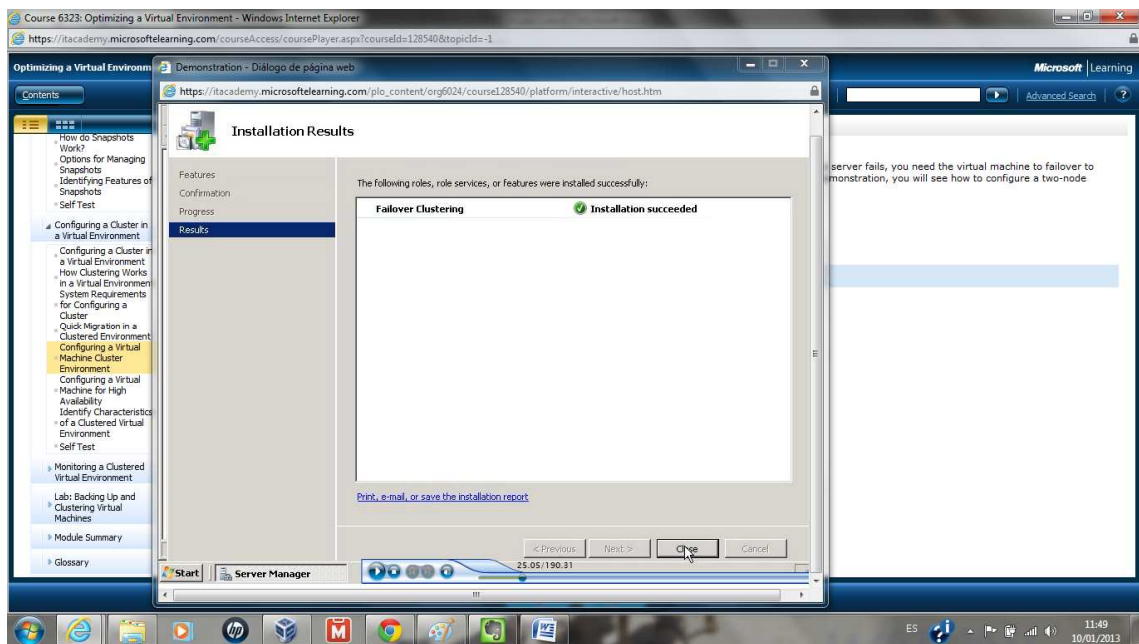 Course 6323: Optimizing a Virtual Environment - Windows Internet Explorer
https://itacademy.microsoftelearning.com/courseAccess/coursePlayer.aspx?courseId=128540&topicId=-1
Optimizing a Virtual Environm
Microsoft | Learning
Contents
Advanced Search
?
How do Snapshots
Work?
Options for Managing
Snapshots
Identifying Features of
Snapshots
Self Test
Configuring a Cluster in
a Virtual Environment
Configuring a Cluster in
a Virtual Environment
How Clustering Works
in a Virtual Environment
System Requirements
for Configuring a
Cluster
Quick Migration in a
Clustered Environment
Configuring a Virtual
Machine Cluster
Environment
Configuring a Virtual
Machine for High
Availability
Identify Characteristics
of a Clustered Virtual
Environment
Self Test
Monitoring a Clustered
Virtual Environment
Lab: Backing Up and
Clustering Virtual
Machines
Module Summary
Glossary
Demonstration - Diálogo de página web
https://itacademy.microsoftelearning.com/plo_content/org6024/course128540/platform/interactive/host.htm
Installation Results
Features
Confirmation
Progress
Results
The following roles, role services, or features were installed successfully:
Failover Clustering Installation succeeded
Print, e-mail, or save the installation report
< Previous Next > Close Cancel
Start Server Manager
25.05/190.31
server fails, you need the virtual machine to failover to
monstration, you will see how to configure a two-node
hp
ES
11:49
10/01/2013